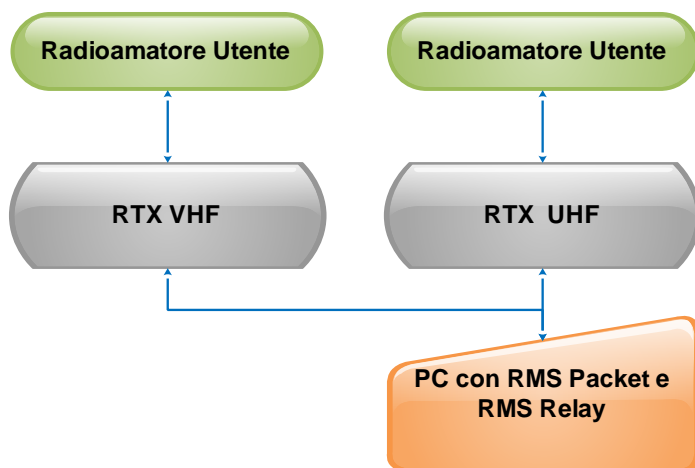 Radioamatore Utente
Radioamatore Utente
RTX VHF
RTX UHF
PC con RMS Packet e
RMS Relay